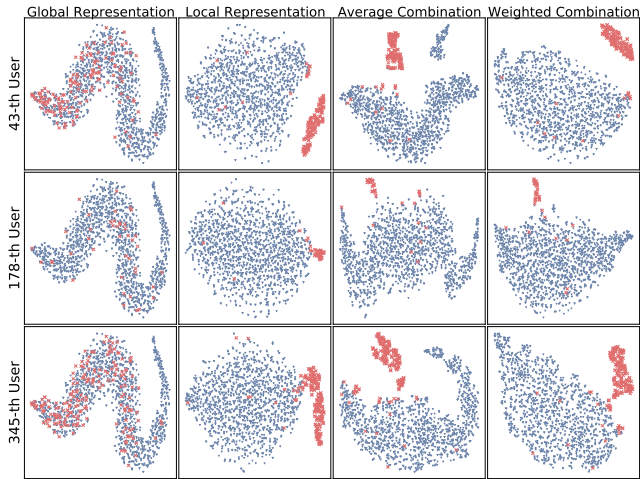 Global Representation Local Representation Average Combination Weighted Combination
43-th User
178-th User
345-th User